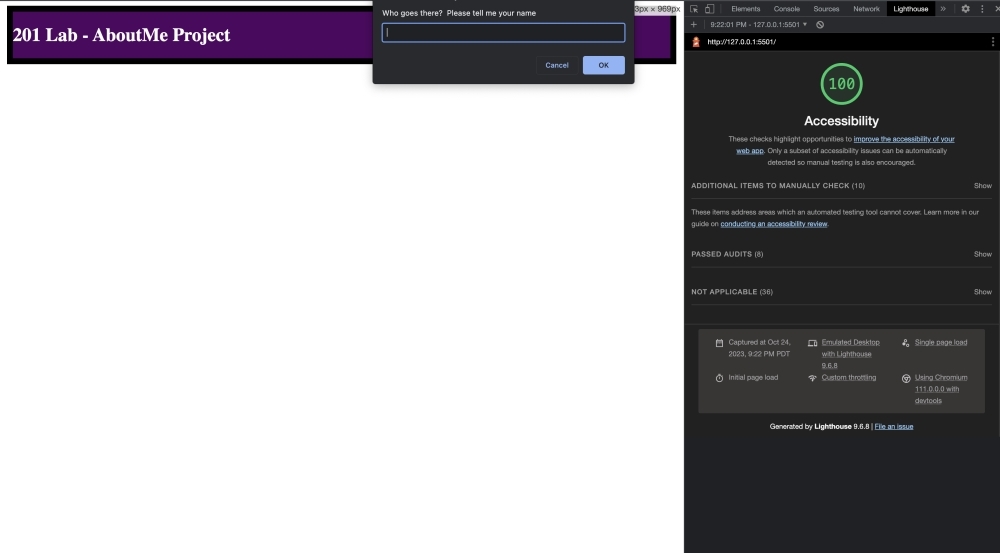 201 Lab - AboutMe Project
3px × 969px
Who goes there?  Please tell me your name
Cancel
OK
Elements
Console
Sources
Network
Lighthouse
»
9:22:01 PM - 127.0.0.1:5501
http://127.0.0.1:5501/
100
Accessibility
These checks highlight opportunities to improve the accessibility of your
web app. Only a subset of accessibility issues can be automatically
detected so manual testing is also encouraged.
ADDITIONAL ITEMS TO MANUALLY CHECK (10)
Show
These items address areas which an automated testing tool cannot cover. Learn more in our
guide on conducting an accessibility review.
PASSED AUDITS (8)
Show
NOT APPLICABLE (36)
Show
Captured at Oct 24,
2023, 9:22 PM PDT
Emulated Desktop
with Lighthouse
9.6.8
Single page load
Initial page load
Custom throttling
Using Chromium
111.0.0.0 with
devtools
Generated by Lighthouse 9.6.8 | File an issue